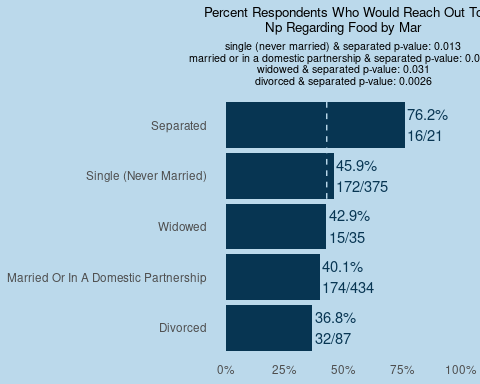 Percent Respondents Who Would Reach Out To
Np Regarding Food by Mar
single (never married) & separated p-value: 0.013
married or in a domestic partnership & separated p-value: 0.0
widowed & separated p-value: 0.031
divorced & separated p-value: 0.0026
Separated
76.2%
16/21
Single (Never Married)
45.9%
172/375
Widowed
42.9%
15/35
Married Or In A Domestic Partnership
40.1%
174/434
Divorced
36.8%
32/87
0% 25% 50% 75% 100%